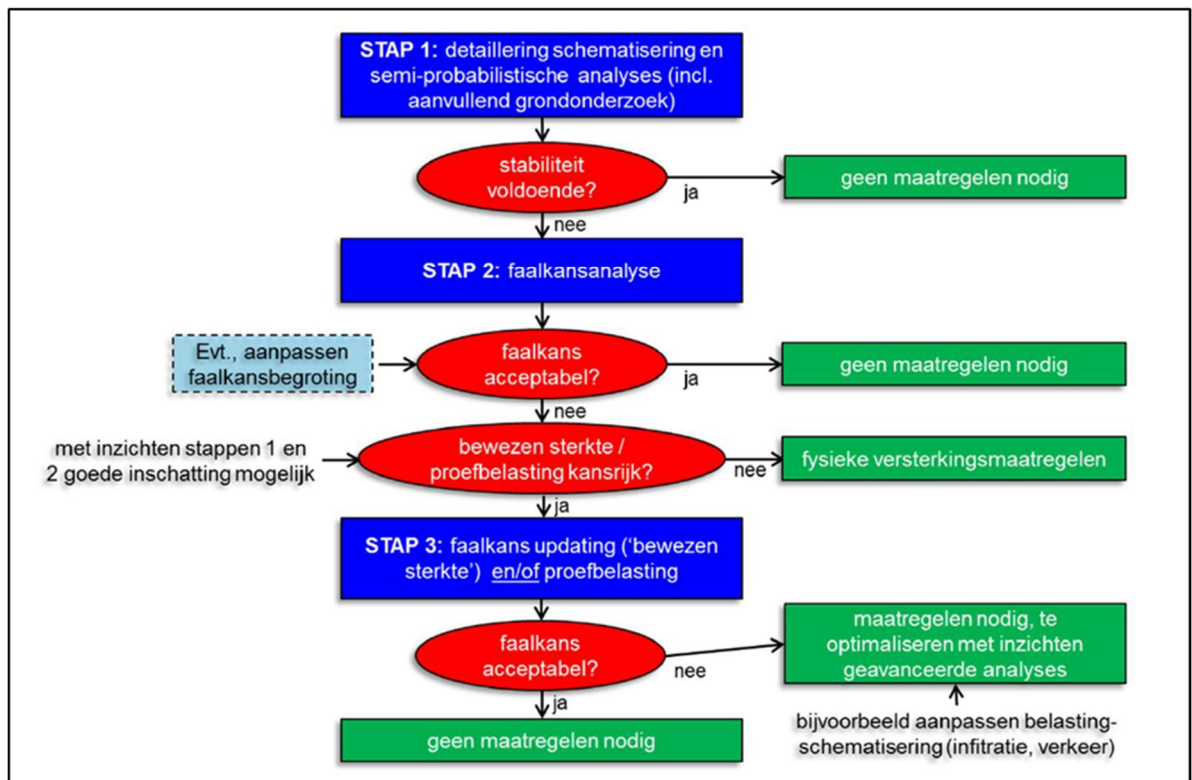 STAP 1: detaillering schematisering en
semi-probabilistische analyses (incl.
aanvullend grondonderzoek)
stabiliteit
voldoende?
ja
geen maatregelen nodig
nee
STAP 2: faalkansanalyse
Evt., aanpassen
faalkansbegroting
faalkans
acceptabel?
ja
geen maatregelen nodig
nee
met inzichten stappen 1 en
2 goede inschatting mogelijk
bewezen sterkte /
proefbelasting kansrijk?
nee
fysieke versterkingsmaatregelen
ja
STAP 3: faalkans updating (‘bewezen
sterkte’) en/of proefbelasting
faalkans
acceptabel?
nee
maatregelen nodig, te
optimaliseren met inzichten
geavanceerde analyses
ja
geen maatregelen nodig
bijvoorbeeld aanpassen belasting-
schematisering (infitratie, verkeer)